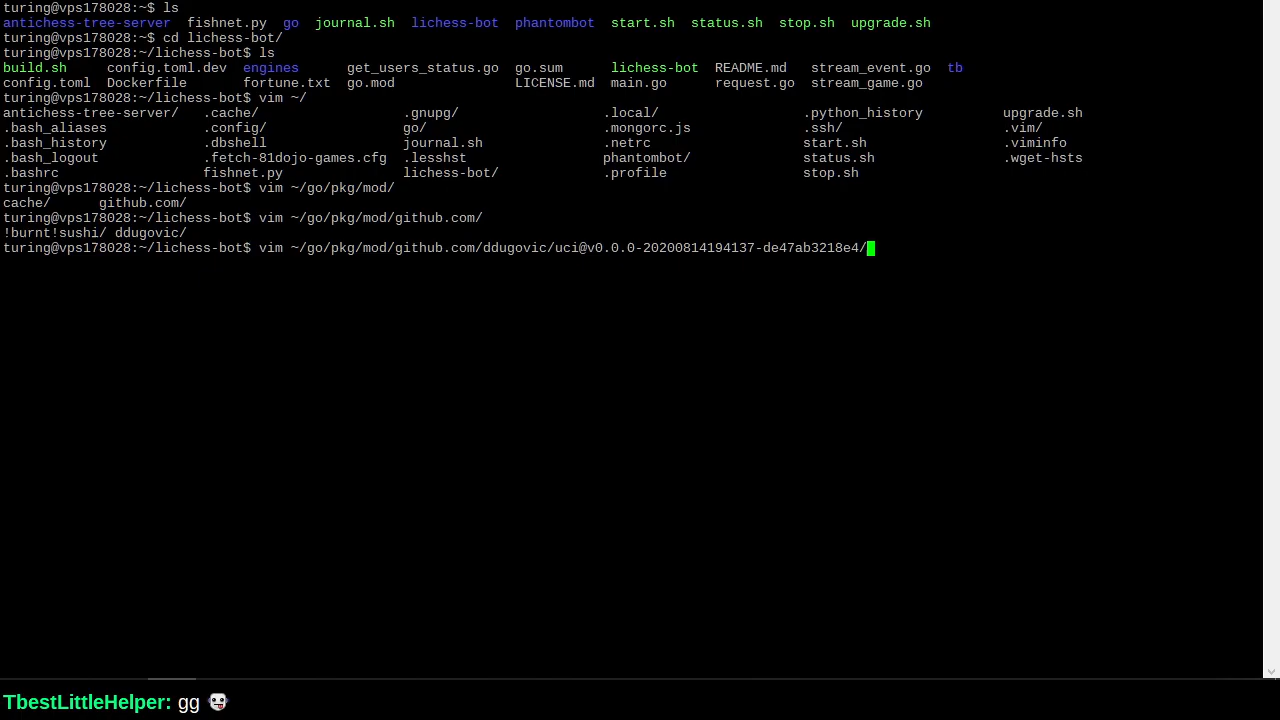 turing@vps178028:~$ ls
antichess-tree-server  fishnet.py  go  journal.sh  lichess-bot  phantombot  start.sh  status.sh  stop.sh  upgrade.sh
turing@vps178028:~$ cd lichess-bot/
turing@vps178028:~/lichess-bot$ ls
build.sh     config.toml.dev  engines      get_users_status.go  go.sum      lichess-bot  README.md   stream_event.go  tb
config.toml  Dockerfile       fortune.txt  go.mod               LICENSE.md  main.go      request.go  stream_game.go
turing@vps178028:~/lichess-bot$ vim ~/
antichess-tree-server/   .cache/                  .gnupg/                  .local/                  .python_history          upgrade.sh
.bash_aliases            .config/                 go/                      .mongorc.js              .ssh/                    .vim/
.bash_history            .dbshell                 journal.sh               .netrc                   start.sh                 .viminfo
.bash_logout             .fetch-81dojo-games.cfg  .lesshst                 phantombot/              status.sh                .wget-hsts
.bashrc                  fishnet.py               lichess-bot/             .profile                 stop.sh
turing@vps178028:~/lichess-bot$ vim ~/go/pkg/mod/
cache/      github.com/
turing@vps178028:~/lichess-bot$ vim ~/go/pkg/mod/github.com/
!burnt!sushi/ ddugovic/
turing@vps178028:~/lichess-bot$ vim ~/go/pkg/mod/github.com/ddugovic/uci@v0.0.0-20200814194137-de47ab3218e4/
TbestLittleHelper: gg